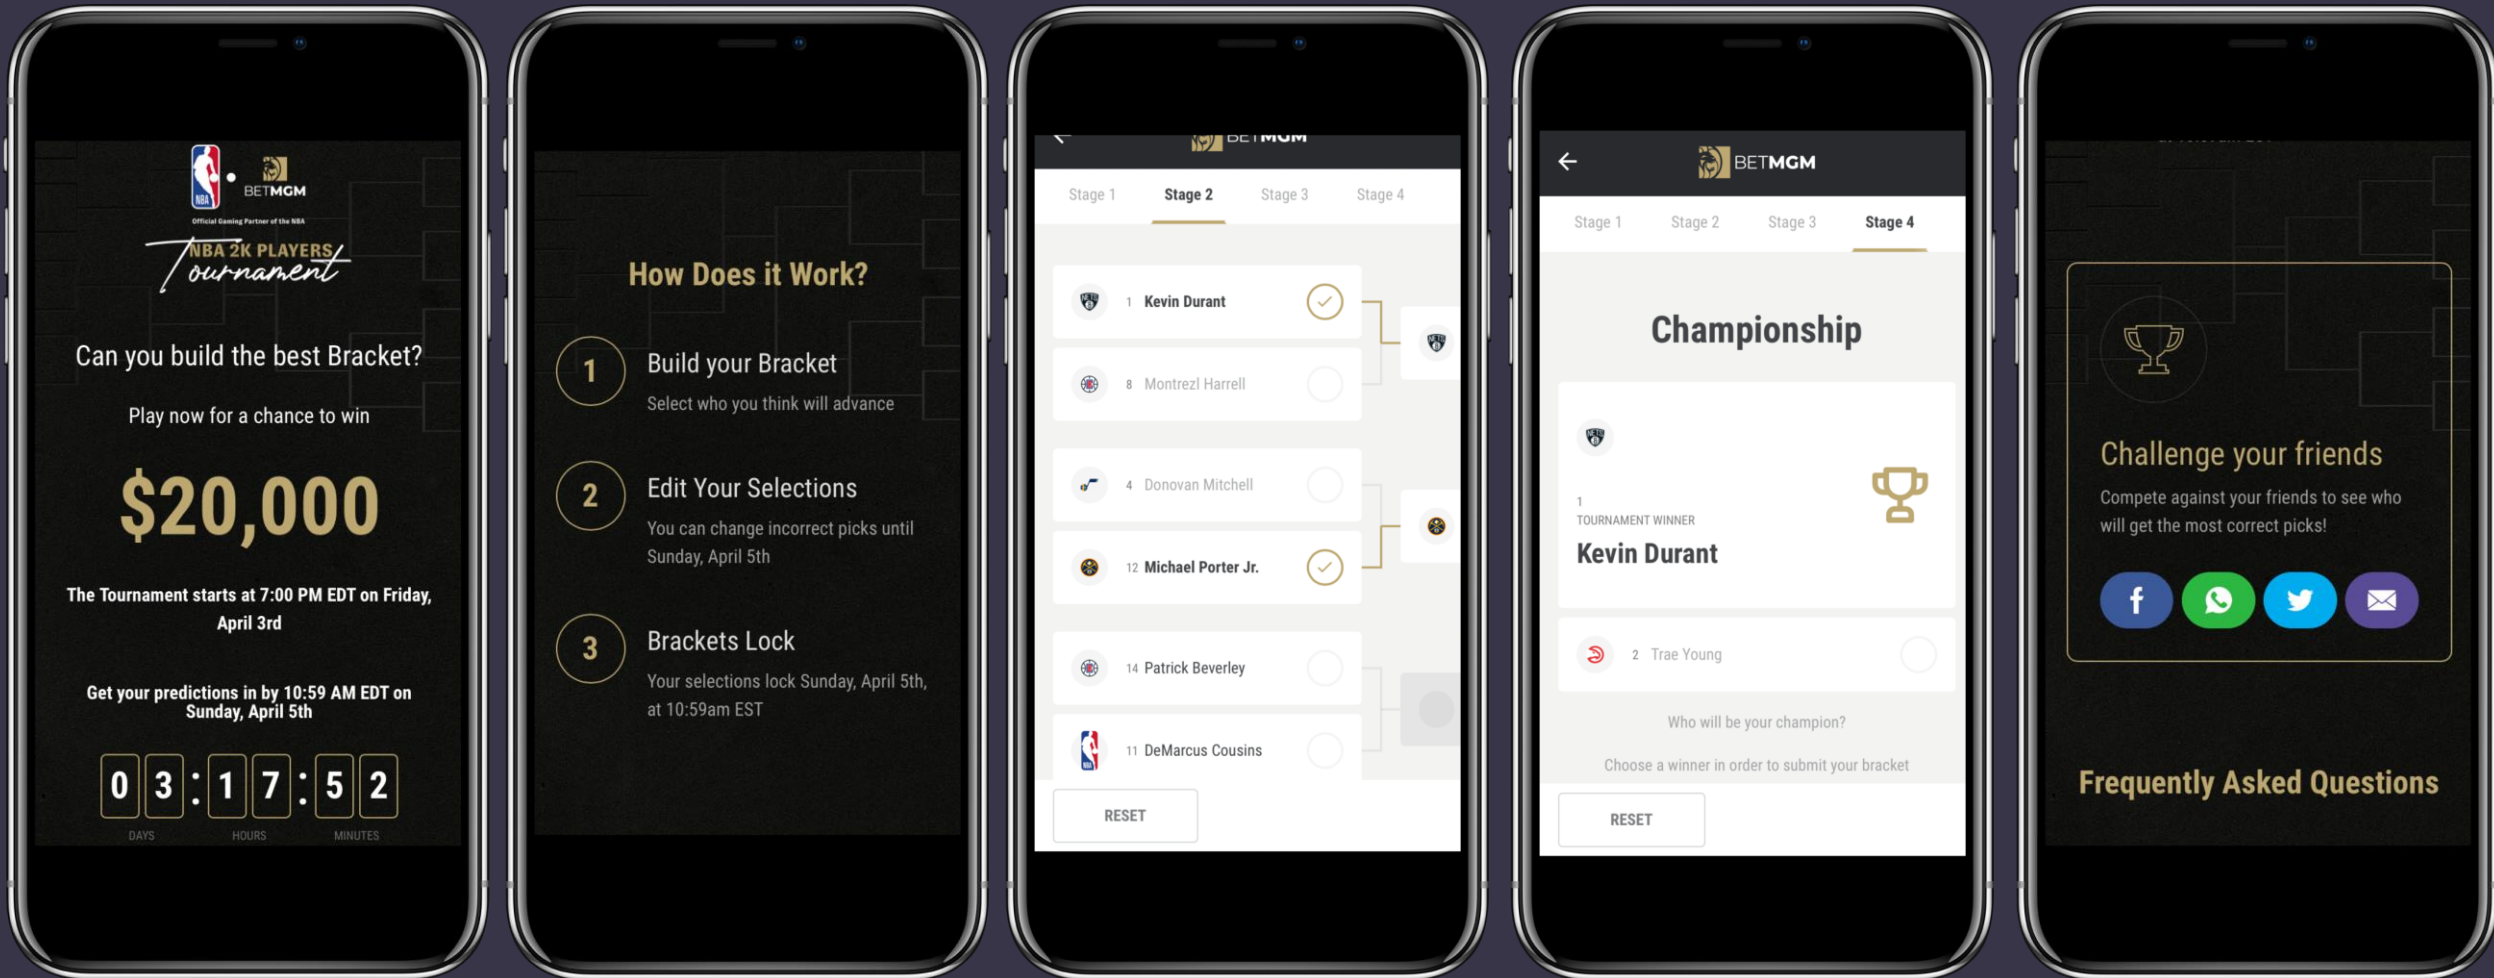 NBA
BETMGM
Official Gaming Partner of the NBA
NBA 2K PLAYERS
Tournament
Can you build the best Bracket?
Play now for a chance to win
$20,000
The Tournament starts at 7:00 PM EDT on Friday,
April 3rd
Get your predictions in by 10:59 AM EDT on
Sunday, April 5th
03:17:52
DAYS HOURS MINUTES
How Does it Work?
1
Build your Bracket
Select who you think will advance
2
Edit Your Selections
You can change incorrect picks until
Sunday, April 5th
3
Brackets Lock
Your selections lock Sunday, April 5th,
at 10:59am EST
BETMGM
Stage 1 Stage 2 Stage 3 Stage 4
NETS
B
1 Kevin Durant
NETS
B
8 Montrezl Harrell
4 Donovan Mitchell
12 Michael Porter Jr.
14 Patrick Beverley
NBA
11 DeMarcus Cousins
RESET
BETMGM
Stage 1 Stage 2 Stage 3 Stage 4
Championship
NETS
B
1
TOURNAMENT WINNER
Kevin Durant
2 Trae Young
Who will be your champion?
Choose a winner in order to submit your bracket
RESET
Challenge your friends
Compete against your friends to see who
will get the most correct picks!
Frequently Asked Questions